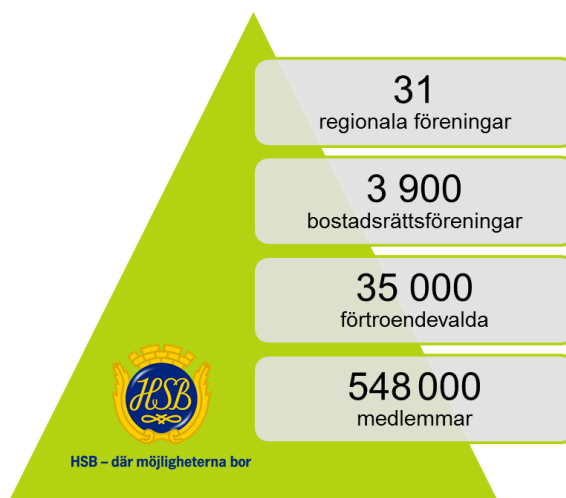 31
regionala föreningar
3 900
bostadsrättsföreningar
35 000
förtroendevalda
548 000
medlemmar
HSB
HSB – där möjligheterna bor